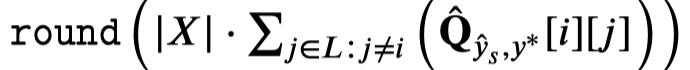 round(|X| · ∑_{j∈L:j≠i} (Q̂_{ŷ_s,y*}[i][j]))